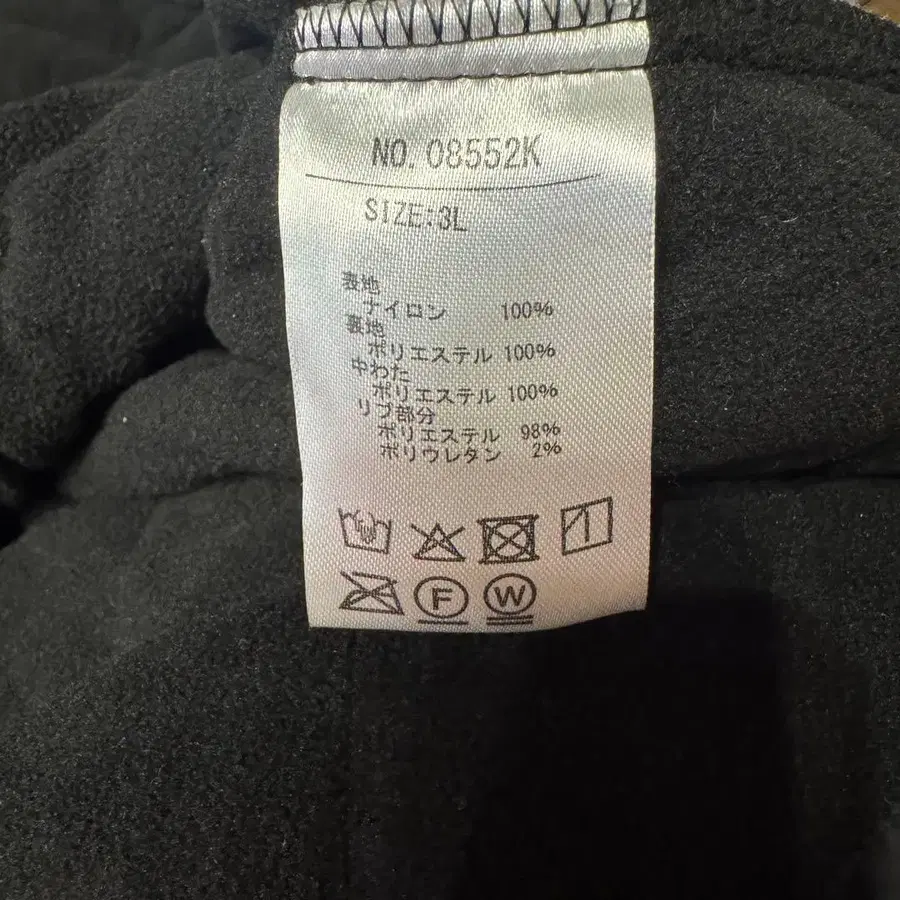 NO. 08552K
SIZE:3L
表地
ナイロン 100%
裏地
ポリエステル 100%
中わた
ポリエステル 100%
リブ部分
ポリエステル 98%
ポリウレタン 2%
F W